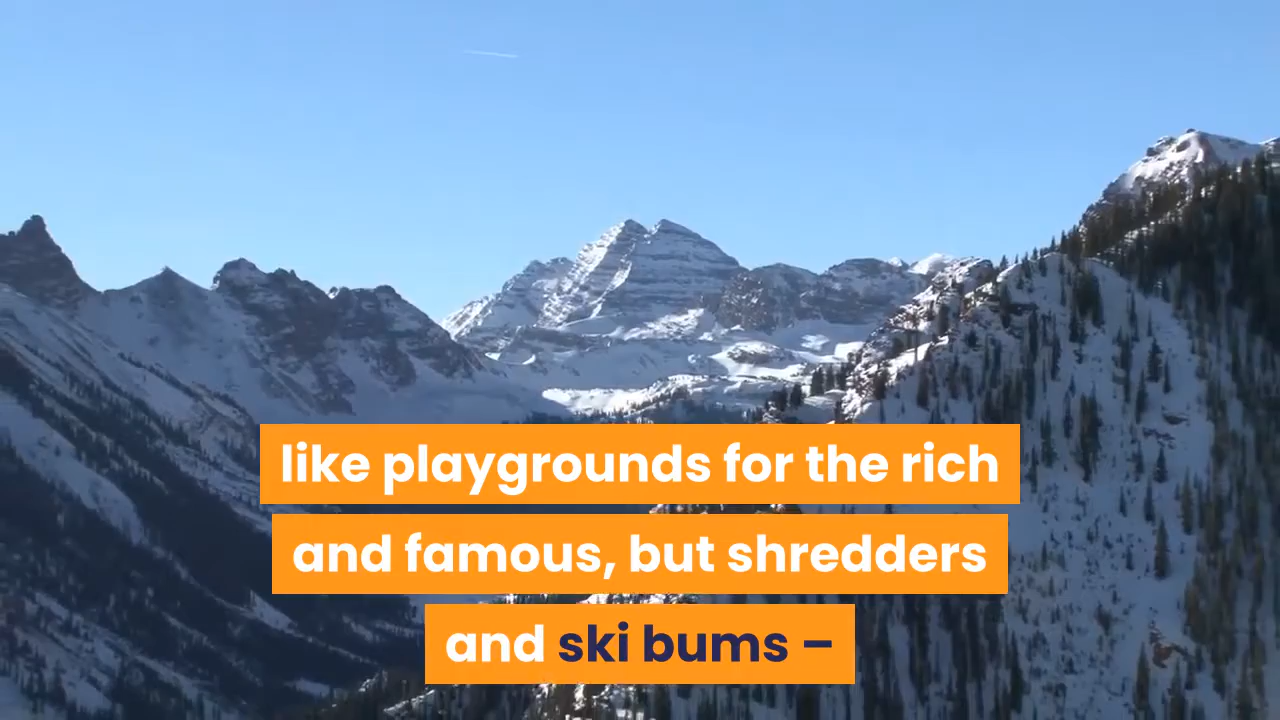 like playgrounds for the rich
and famous, but shredders
and ski bums –